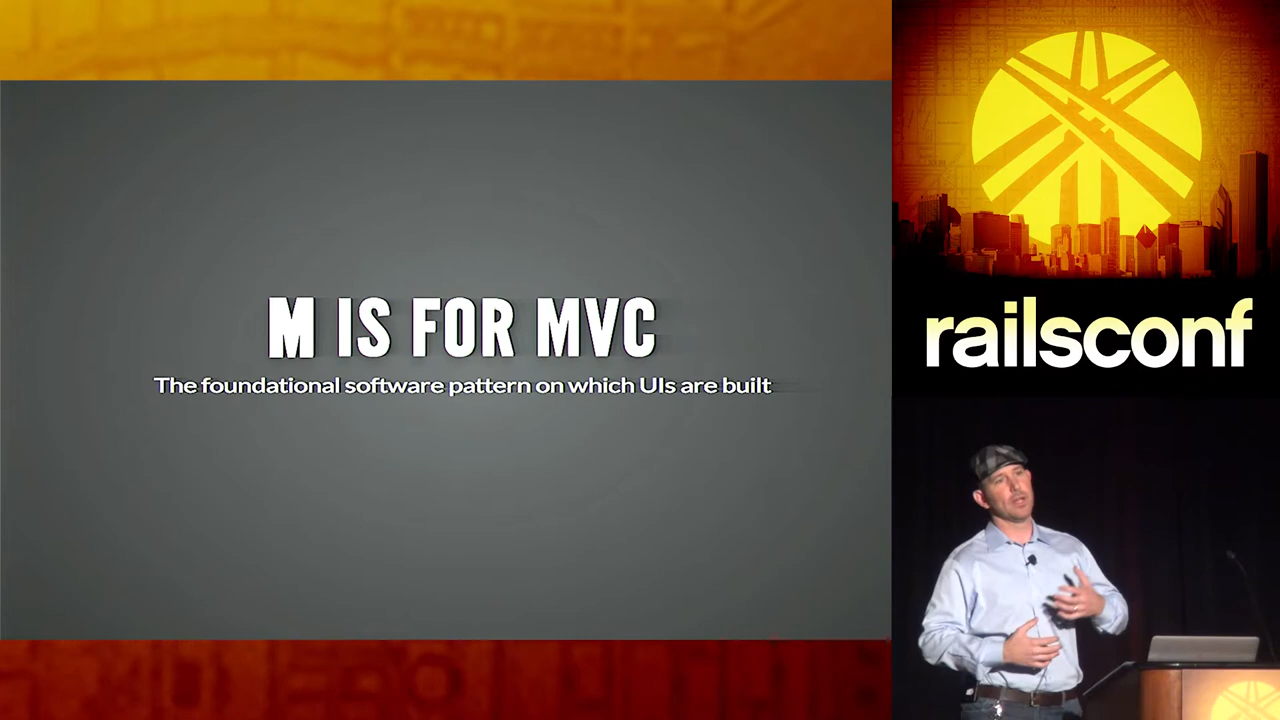 M IS FOR MVC
The foundational software pattern on which UIs are built
railsconf